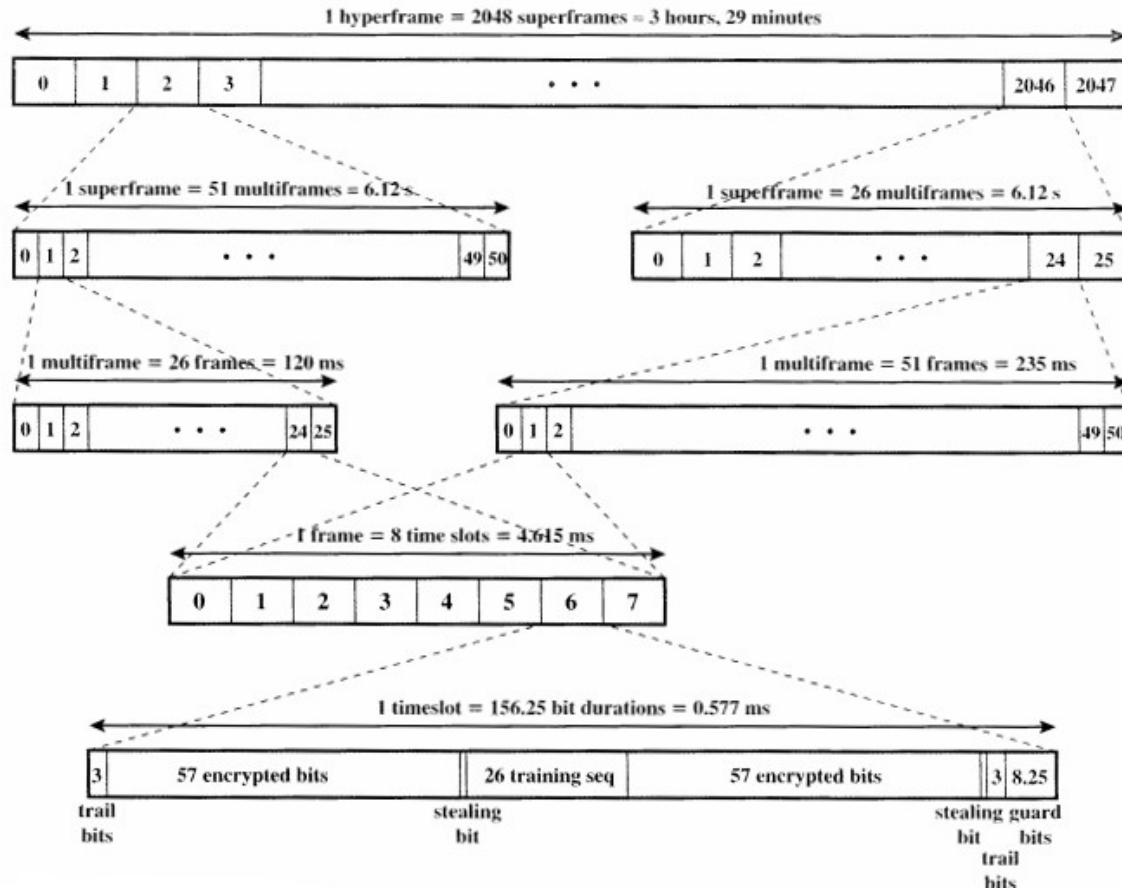 1 hyperframe = 2048 superframes = 3 hours, 29 minutes
0 1 2 3 • • • 2046 2047
1 superframe = 51 multiframes = 6.12 s
1 superframe = 26 multiframes = 6.12 s
0 1 2 • • • 49 50
0 1 2 • • • 24 25
1 multiframe = 26 frames = 120 ms
1 multiframe = 51 frames = 235 ms
0 1 2 • • • 24 25
0 1 2 • • • 49 50
1 frame = 8 time slots = 4.615 ms
0 1 2 3 4 5 6 7
1 timeslot = 156.25 bit durations = 0.577 ms
3 57 encrypted bits 26 training seq 57 encrypted bits 3 8.25
trail bits
stealing bit
stealing bit
trail bits
guard bits